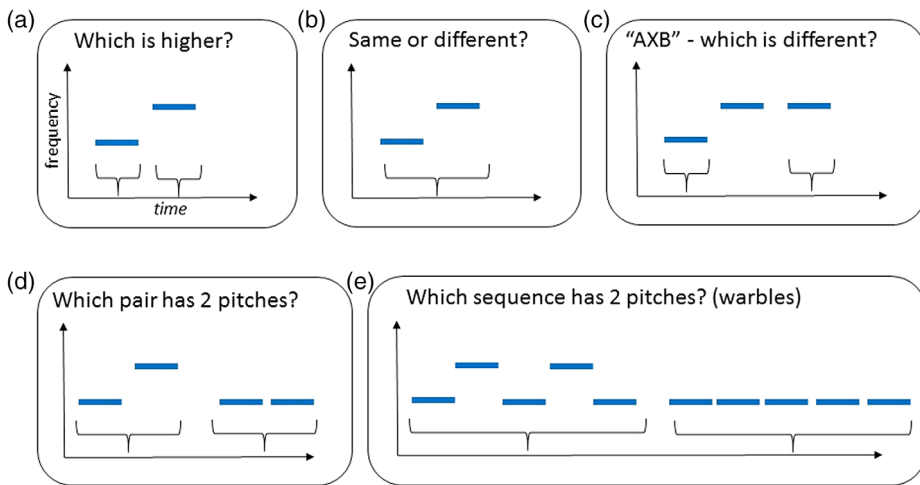 (a)
Which is higher?
frequency
time
(b)
Same or different?
(c)
“AXB” - which is different?
(d)
Which pair has 2 pitches?
(e)
Which sequence has 2 pitches? (warbles)